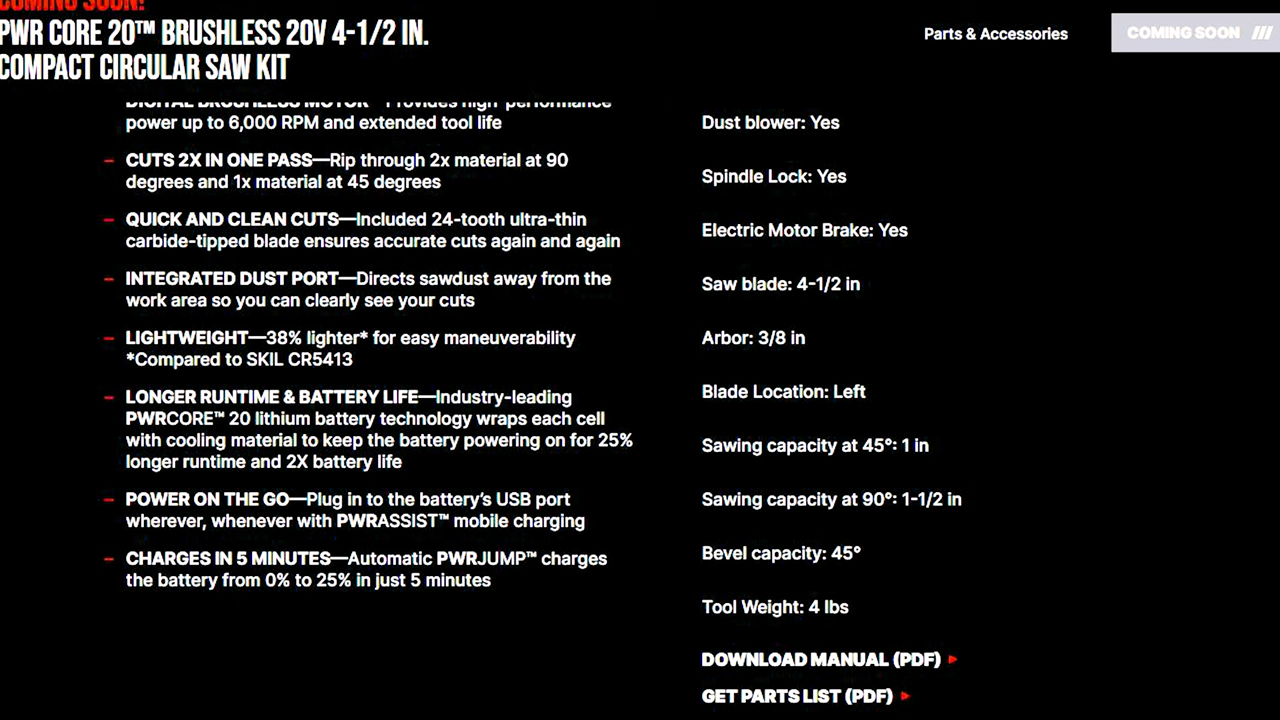 COMING SOON!
PWR CORE 20™ BRUSHLESS 20V 4-1/2 IN.
COMPACT CIRCULAR SAW KIT
Parts & Accessories
COMING SOON
DIGITAL BRUSHLESS MOTOR—Provides high-performance
power up to 6,000 RPM and extended tool life
– CUTS 2X IN ONE PASS—Rip through 2x material at 90
degrees and 1x material at 45 degrees
– QUICK AND CLEAN CUTS—Included 24-tooth ultra-thin
carbide-tipped blade ensures accurate cuts again and again
– INTEGRATED DUST PORT—Directs sawdust away from the
work area so you can clearly see your cuts
– LIGHTWEIGHT—38% lighter* for easy maneuverability
*Compared to SKIL CR5413
– LONGER RUNTIME & BATTERY LIFE—Industry-leading
PWRCORE™ 20 lithium battery technology wraps each cell
with cooling material to keep the battery powering on for 25%
longer runtime and 2X battery life
– POWER ON THE GO—Plug in to the battery's USB port
wherever, whenever with PWRASSIST™ mobile charging
– CHARGES IN 5 MINUTES—Automatic PWRJUMP™ charges
the battery from 0% to 25% in just 5 minutes
Dust blower: Yes
Spindle Lock: Yes
Electric Motor Brake: Yes
Saw blade: 4-1/2 in
Arbor: 3/8 in
Blade Location: Left
Sawing capacity at 45°: 1 in
Sawing capacity at 90°: 1-1/2 in
Bevel capacity: 45°
Tool Weight: 4 lbs
DOWNLOAD MANUAL (PDF)
GET PARTS LIST (PDF)